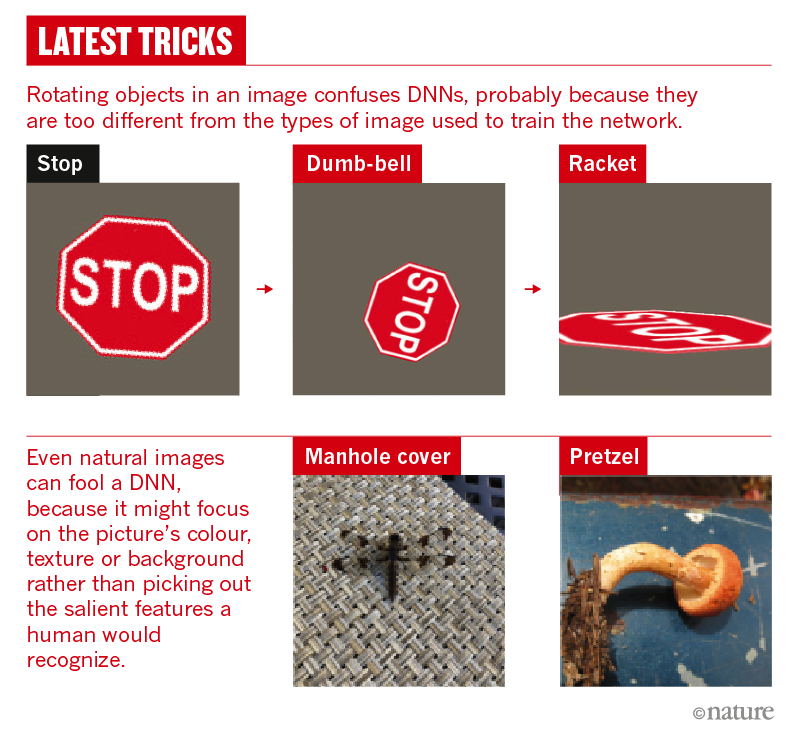 LATEST TRICKS
Rotating objects in an image confuses DNNs, probably because they
are too different from the types of image used to train the network.
Stop
Dumb-bell
Racket
STOP
STOP
STOP
Even natural images
can fool a DNN,
because it might focus
on the picture’s colour,
texture or background
rather than picking out
the salient features a
human would
recognize.
Manhole cover
Pretzel
©nature